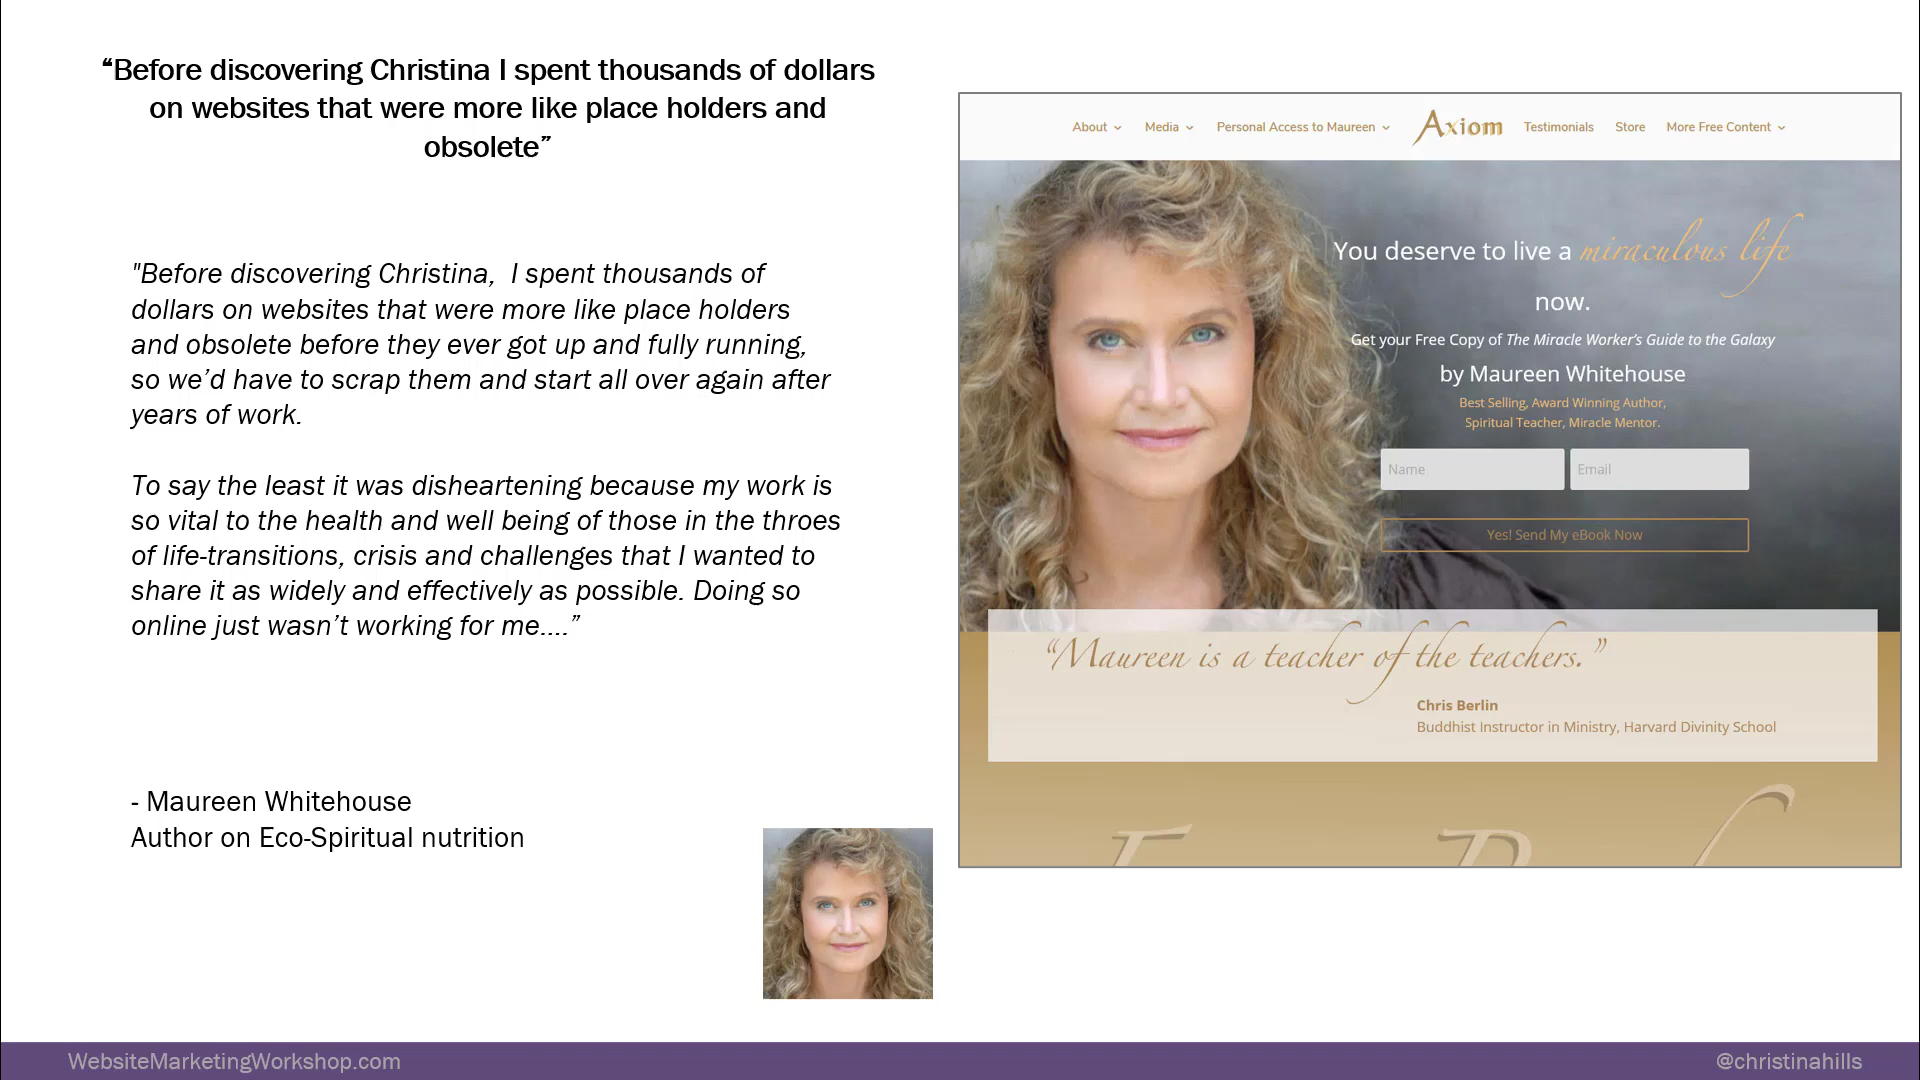 “Before discovering Christina I spent thousands of dollars
on websites that were more like place holders and
obsolete”
"Before discovering Christina,  I spent thousands of
dollars on websites that were more like place holders
and obsolete before they ever got up and fully running,
so we’d have to scrap them and start all over again after
years of work.
To say the least it was disheartening because my work is
so vital to the health and well being of those in the throes
of life-transitions, crisis and challenges that I wanted to
share it as widely and effectively as possible. Doing so
online just wasn’t working for me....”
- Maureen Whitehouse
Author on Eco-Spiritual nutrition
About Media Personal Access to Maureen Axiom Testimonials Store More Free Content
You deserve to live a miraculous life
now.
Get your Free Copy of The Miracle Worker’s Guide to the Galaxy
by Maureen Whitehouse
Best Selling, Award Winning Author,
Spiritual Teacher, Miracle Mentor.
Name Email
Yes! Send My eBook Now
“Maureen is a teacher of the teachers.”
Chris Berlin
Buddhist Instructor in Ministry, Harvard Divinity School
WebsiteMarketingWorkshop.com @christinahills